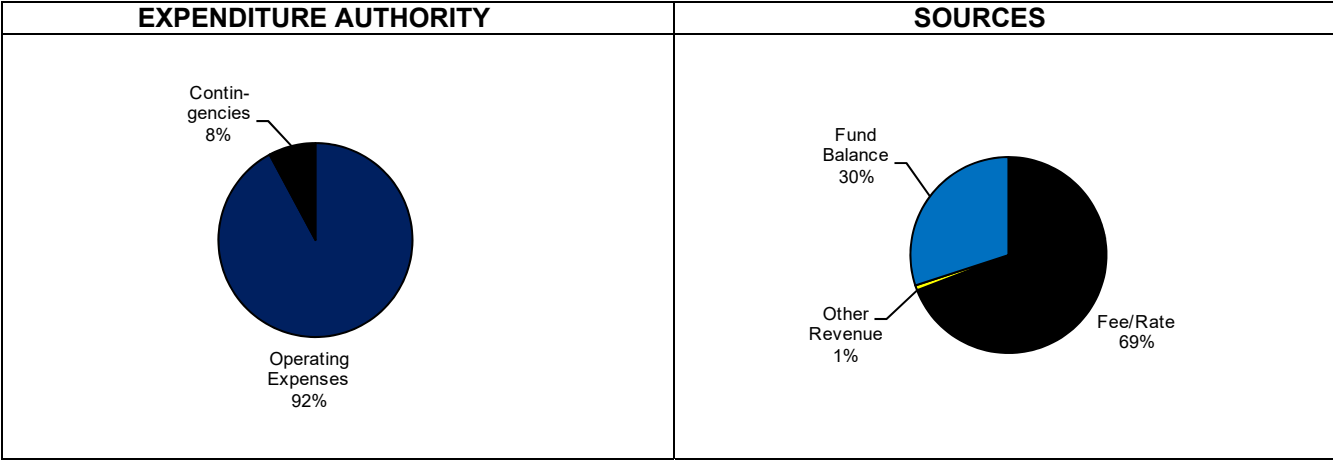 EXPENDITURE AUTHORITY
Contin-
gencies
8%
Operating
Expenses
92%
SOURCES
Fund
Balance
30%
Other
Revenue
1%
Fee/Rate
69%